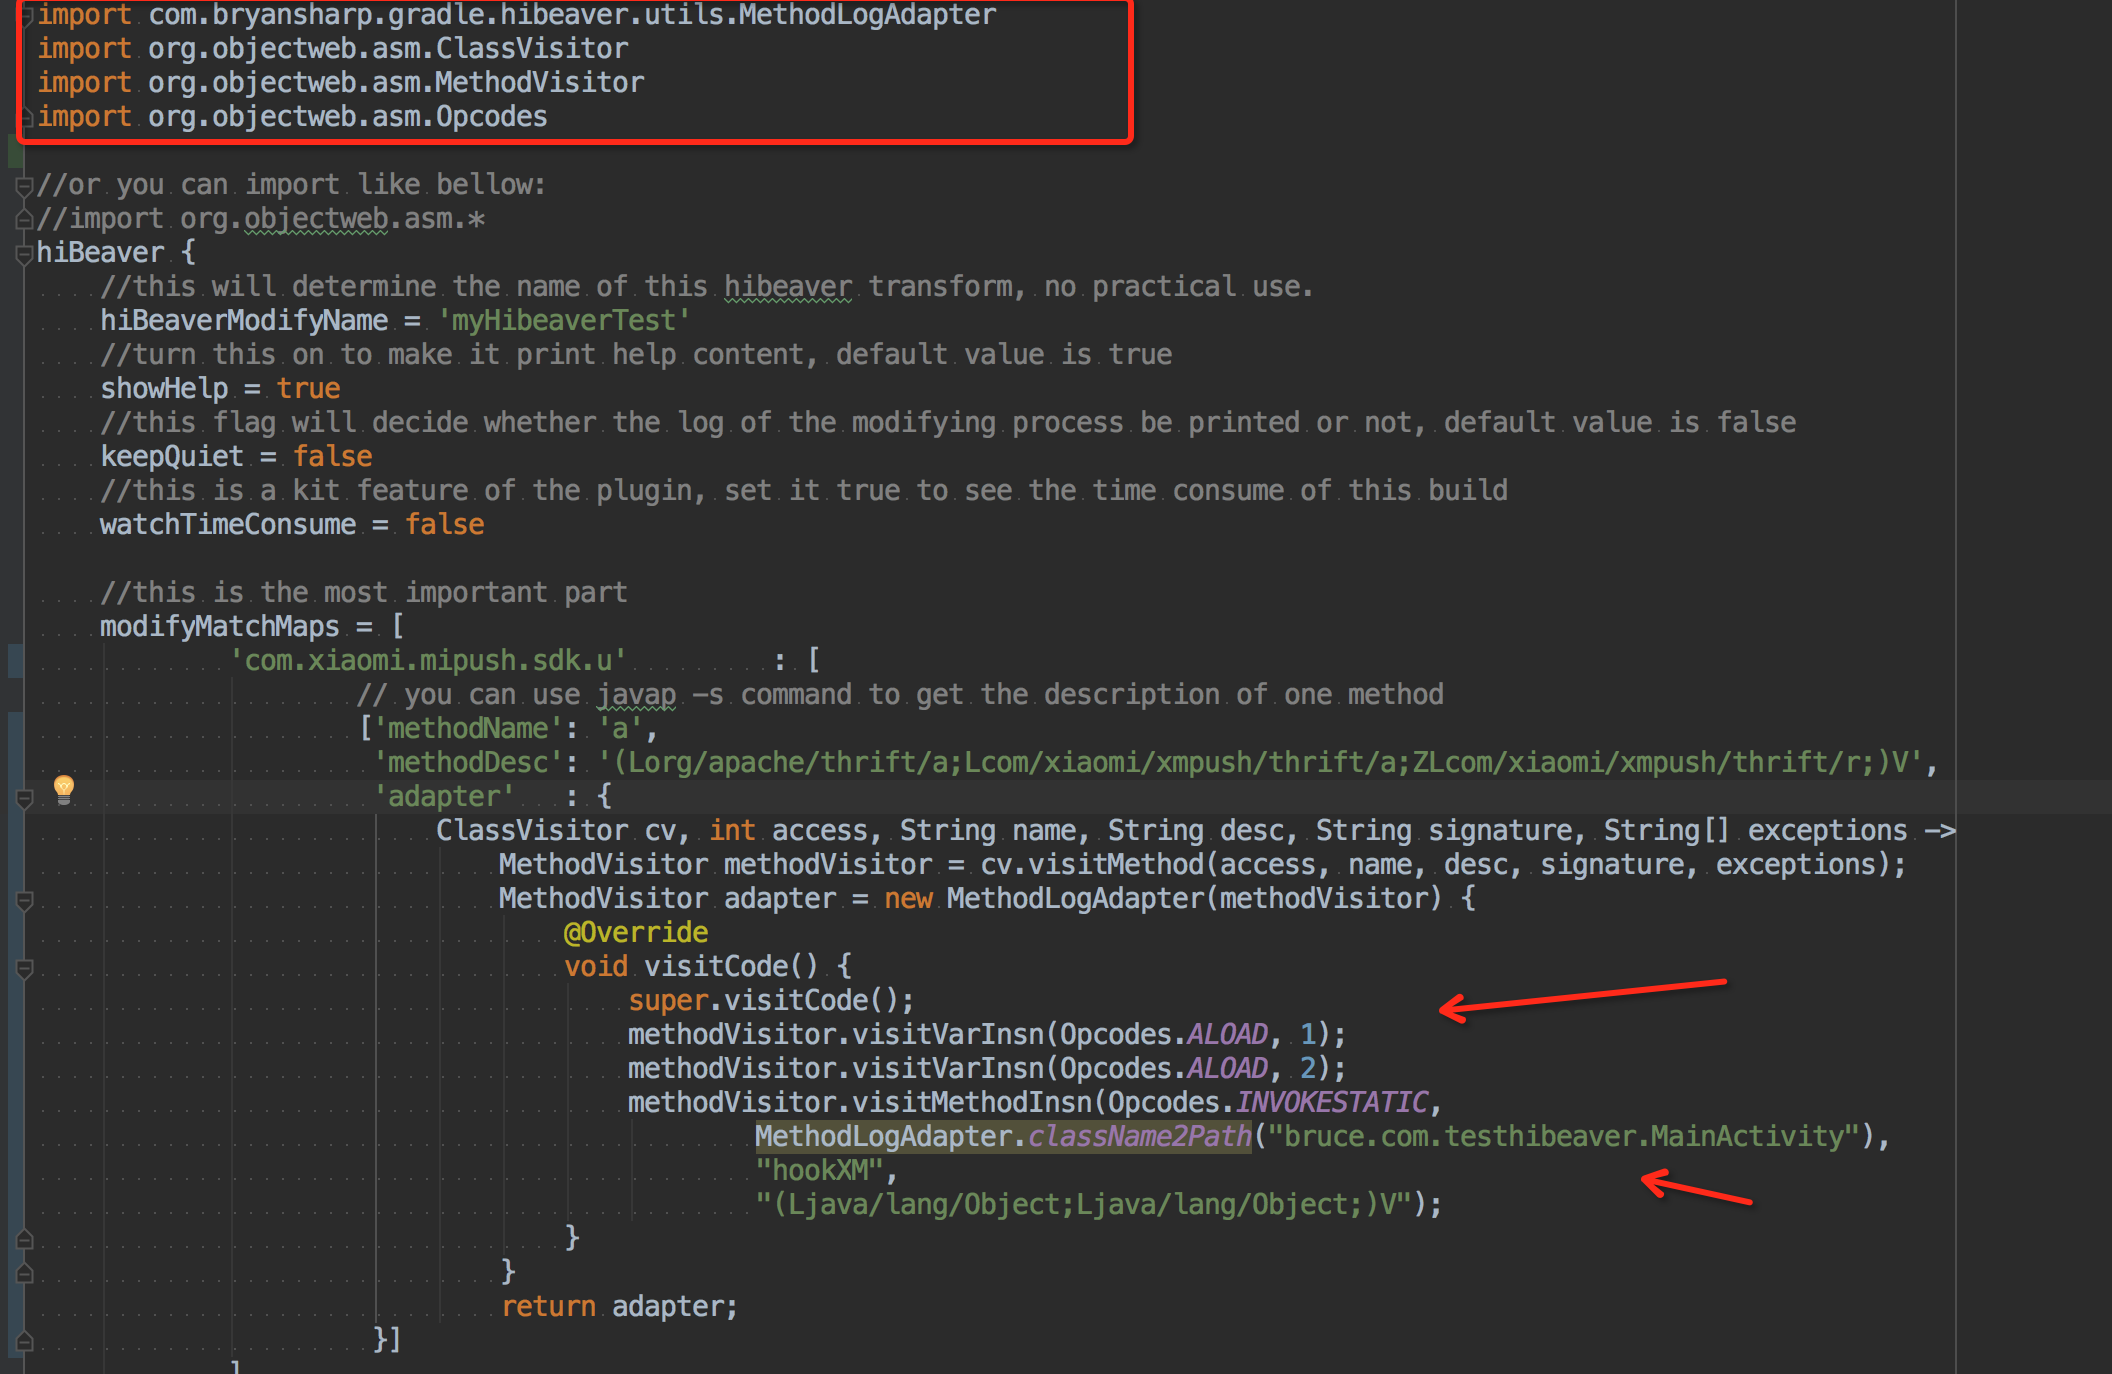 import com.bryansharp.gradle.hibeaver.utils.MethodLogAdapter
import org.objectweb.asm.ClassVisitor
import org.objectweb.asm.MethodVisitor
import org.objectweb.asm.Opcodes
//or you can import like bellow:
//import org.objectweb.asm.*
hiBeaver {
//this will determine the name of this hibeaver transform, no practical use.
hiBeaverModifyName = 'myHibeaverTest'
//turn this on to make it print help content, default value is true
showHelp = true
//this flag will decide whether the log of the modifying process be printed or not, default value is false
keepQuiet = false
//this is a kit feature of the plugin, set it true to see the time consume of this build
watchTimeConsume = false
//this is the most important part
modifyMatchMaps = [
'com.xiaomi.mipush.sdk.u' : [
// you can use javap -s command to get the description of one method
['methodName': 'a',
'methodDesc': '(Lorg/apache/thrift/a;Lcom/xiaomi/xmpush/thrift/a;ZLcom/xiaomi/xmpush/thrift/r;)V',
'adapter' : {
ClassVisitor cv, int access, String name, String desc, String signature, String[] exceptions ->
MethodVisitor methodVisitor = cv.visitMethod(access, name, desc, signature, exceptions);
MethodVisitor adapter = new MethodLogAdapter(methodVisitor) {
@Override
void visitCode() {
super.visitCode();
methodVisitor.visitVarInsn(Opcodes.ALOAD, 1);
methodVisitor.visitVarInsn(Opcodes.ALOAD, 2);
methodVisitor.visitMethodInsn(Opcodes.INVOKESTATIC,
MethodLogAdapter.className2Path("bruce.com.testhibeaver.MainActivity"),
"hookXM",
"(Ljava/lang/Object;Ljava/lang/Object;)V");
}
}
return adapter;
}]
]